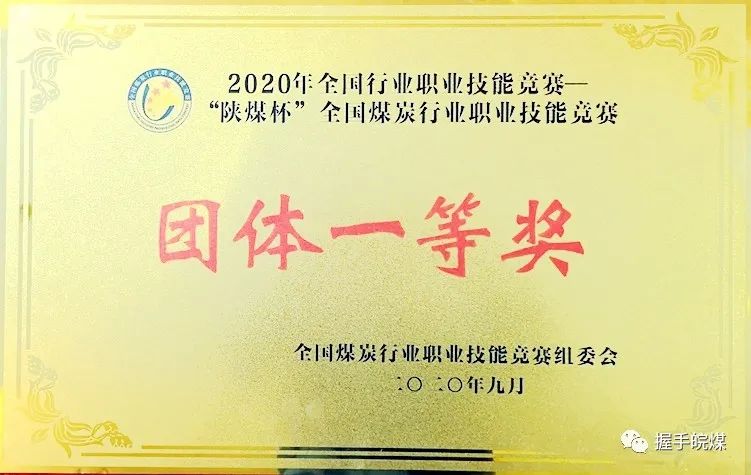 2020年全国行业职业技能竞赛—
“陕煤杯”全国煤炭行业职业技能竞赛
团体一等奖
全国煤炭行业职业技能竞赛组委会
二〇二〇年九月
握手皖煤